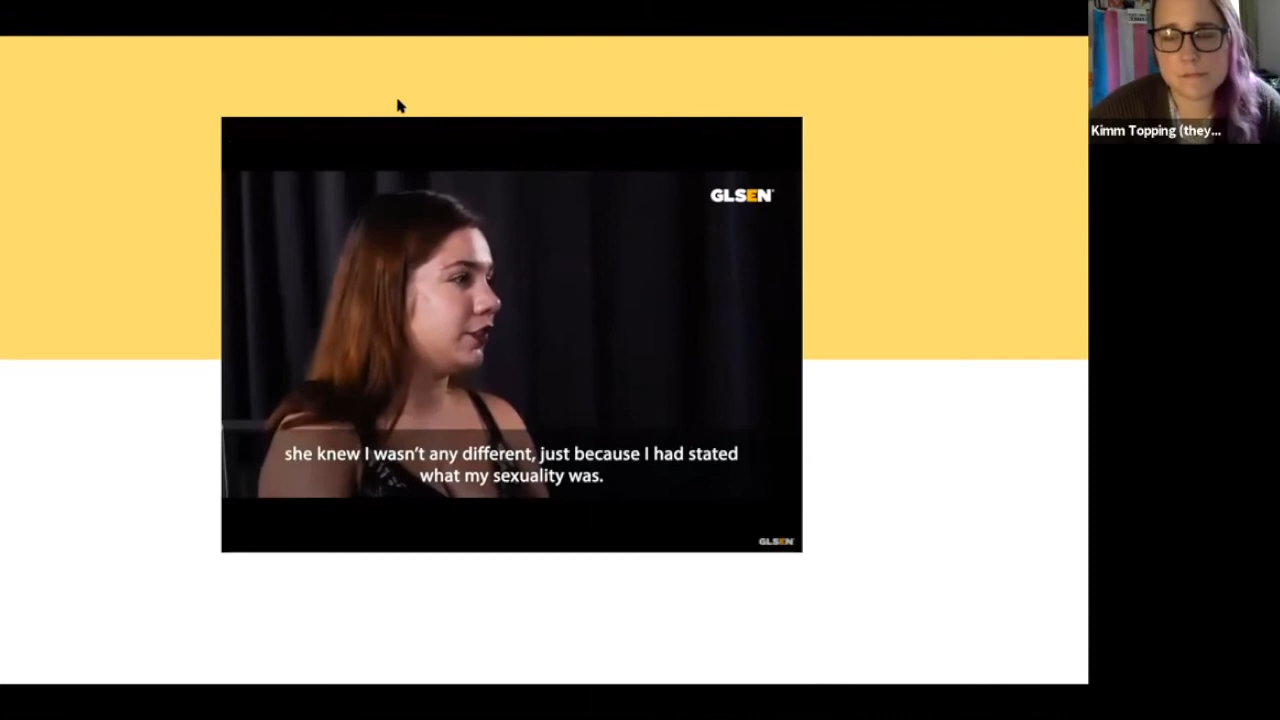 Kimm Topping (they...
GLSEN
she knew I wasn't any different, just because I had stated
what my sexuality was.
GLSEN